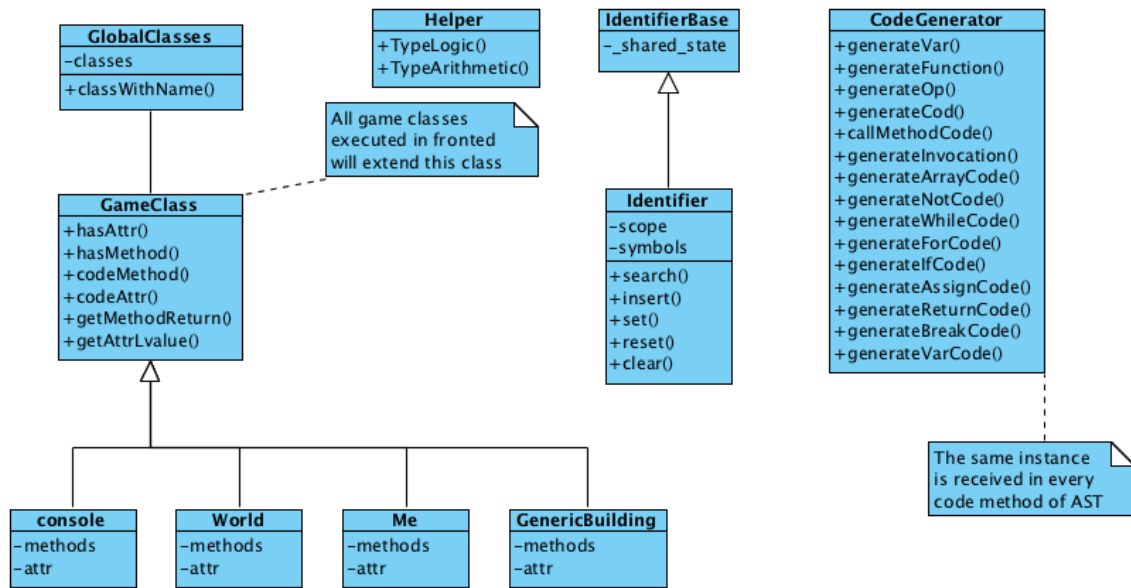 GlobalClasses
-classes
+classWithName()
Helper
+TypeLogic()
+TypeArithmetic()
IdentifierBase
-_shared_state
CodeGenerator
+generateVar()
+generateFunction()
+generateOp()
+generateCod()
+callMethodCode()
+generateInvocation()
+generateArrayCode()
+generateNotCode()
+generateWhileCode()
+generateForCode()
+generateIfCode()
+generateAssignCode()
+generateReturnCode()
+generateBreakCode()
+generateVarCode()
All game classes
executed in fronted
will extend this class
GameClass
+hasAttr()
+hasMethod()
+codeMethod()
+codeAttr()
+getMethodReturn()
+getAttrLvalue()
Identifier
-scope
-symbols
+search()
+insert()
+set()
+reset()
+clear()
The same instance
is received in every
code method of AST
console
-methods
-attr
World
-methods
-attr
Me
-methods
-attr
GenericBuilding
-methods
-attr